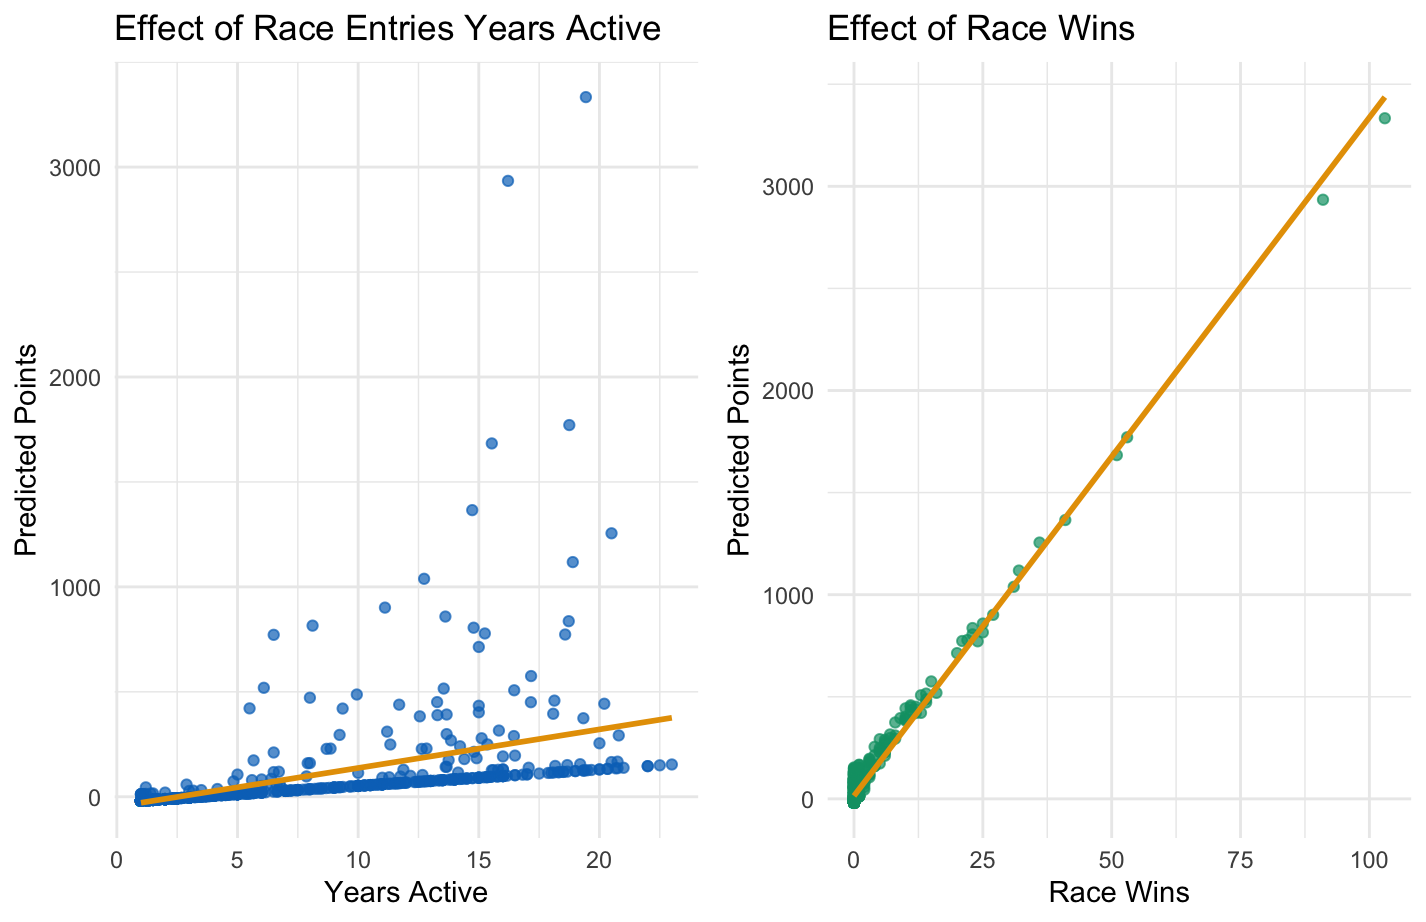 Effect of Race Entries Years Active
Predicted Points
3000
2000
1000
0
0 5 10 15 20
Years Active
Effect of Race Wins
Predicted Points
3000
2000
1000
0
0 25 50 75 100
Race Wins